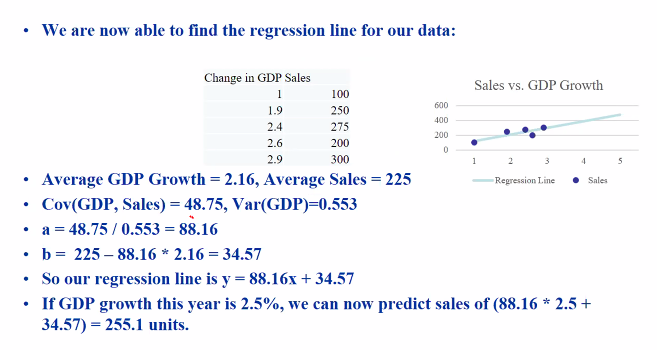 • We are now able to find the regression line for our data:
Change in GDP Sales
1 100
1.9 250
2.4 275
2.6 200
2.9 300
Sales vs. GDP Growth
600
400
200
0
1 2 3 4 5
Regression Line Sales
• Average GDP Growth = 2.16, Average Sales = 225
• Cov(GDP, Sales) = 48.75, Var(GDP)=0.553
• a = 48.75 / 0.553 = 88.16
• b = 225 – 88.16 * 2.16 = 34.57
• So our regression line is y = 88.16x + 34.57
• If GDP growth this year is 2.5%, we can now predict sales of (88.16 * 2.5 +
34.57) = 255.1 units.